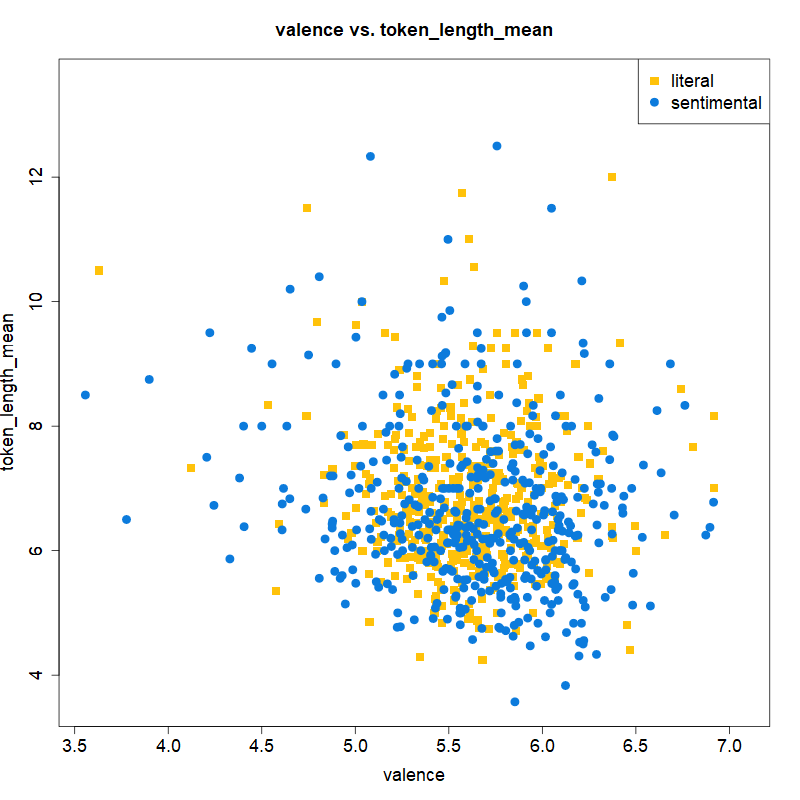 valence vs. token_length_mean
literal
sentimental
token_length_mean
12
10
8
6
4
3.5 4.0 4.5 5.0 5.5 6.0 6.5 7.0
valence